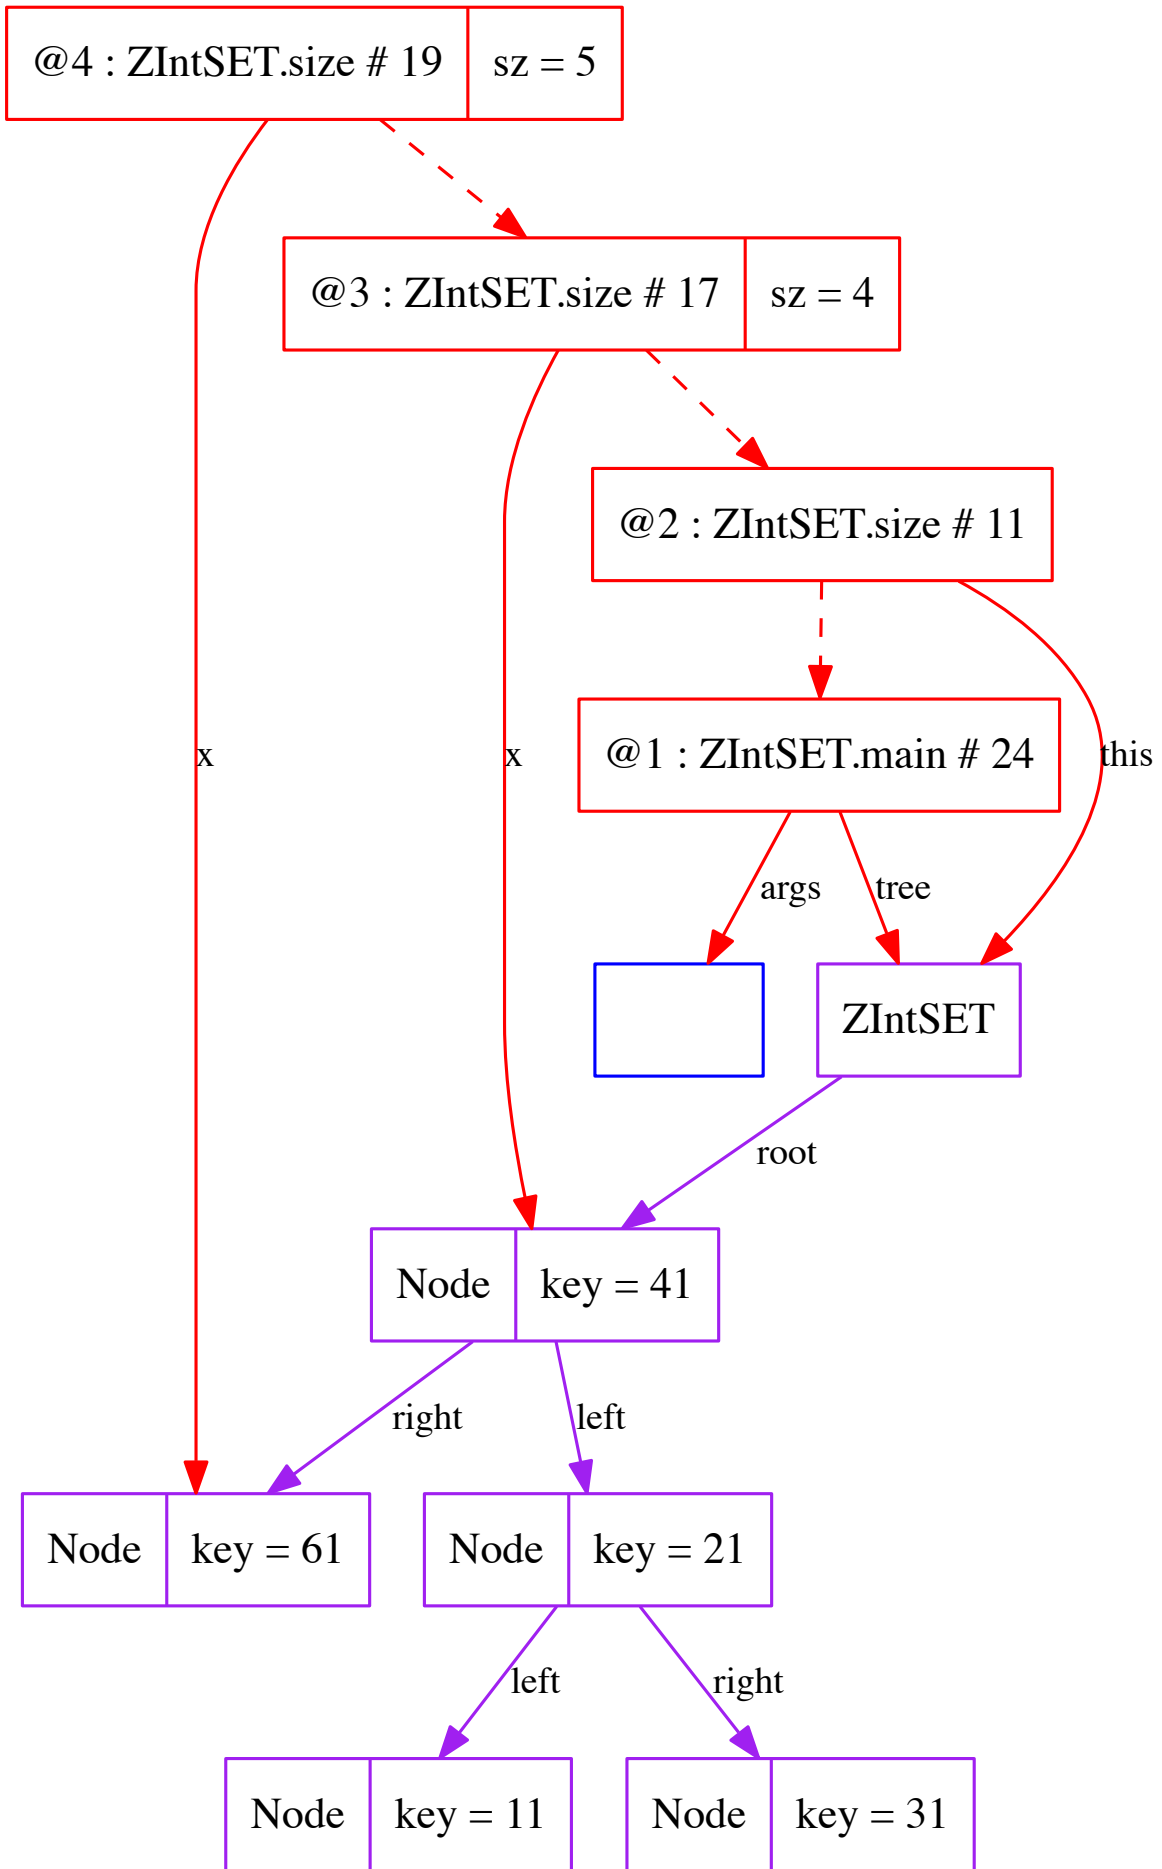 @4 : ZIntSET.size # 19 sz = 5
@3 : ZIntSET.size # 17 sz = 4
@2 : ZIntSET.size # 11
@1 : ZIntSET.main # 24
x
x
this
args
tree
ZIntSET
root
Node key = 41
right
left
Node key = 61
Node key = 21
left
right
Node key = 11
Node key = 31